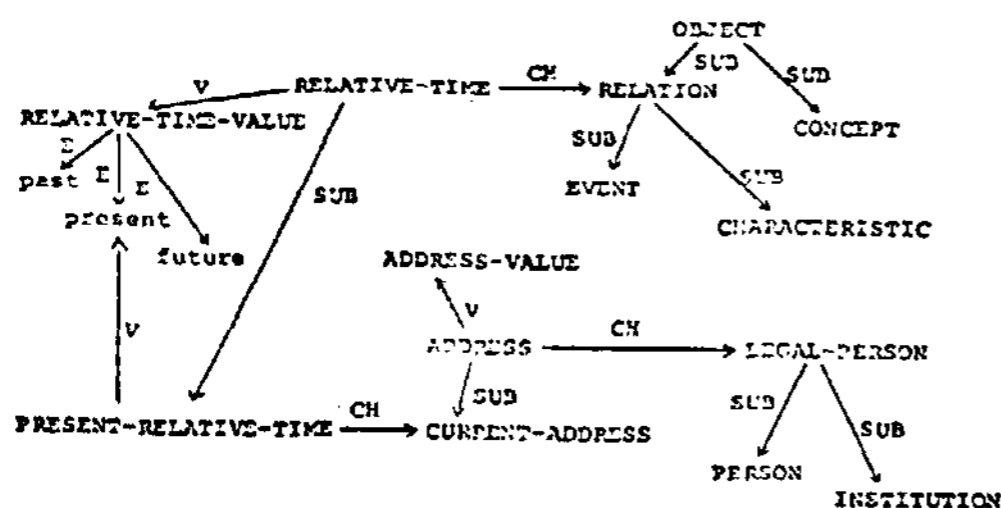 OBJECT
SUB SUB
V RELATIVE-TIME CH RELATION
RELATIVE-TIME-VALUE CONCEPT
E E E SUB SUB
past EVENT
present SUB
future CHARACTERISTIC
ADDRESS-VALUE
V V
ADDRESS CH LEGAL-PERSON
SUB SUB SUB
PRESENT-RELATIVE-TIME CH CURRENT-ADDRESS
PERSON
INSTITUTION